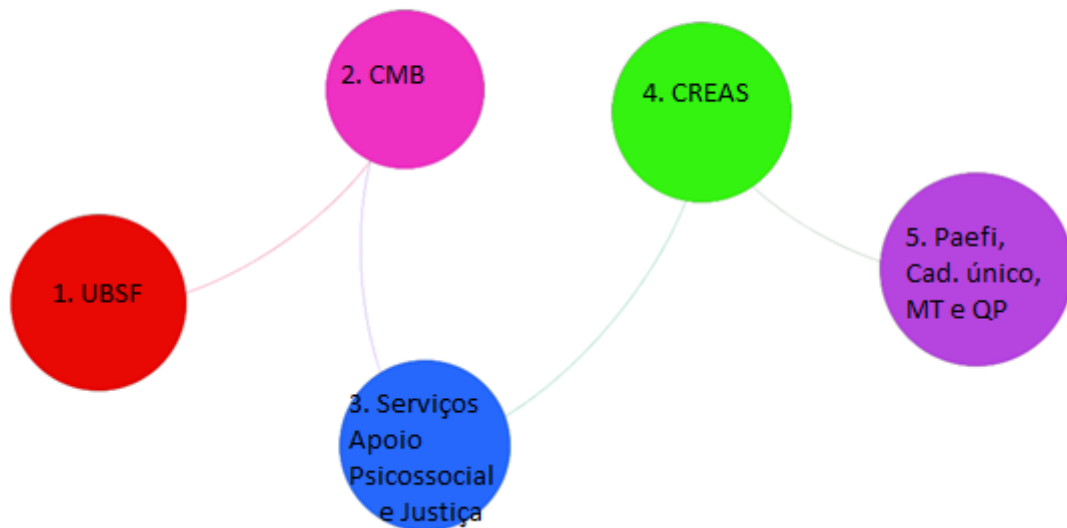 1. UBSF
2. CMB
3. Serviços
Apoio
Psicossocial
e Justiça
4. CREAS
5. Paefi,
Cad. único,
MT e QP